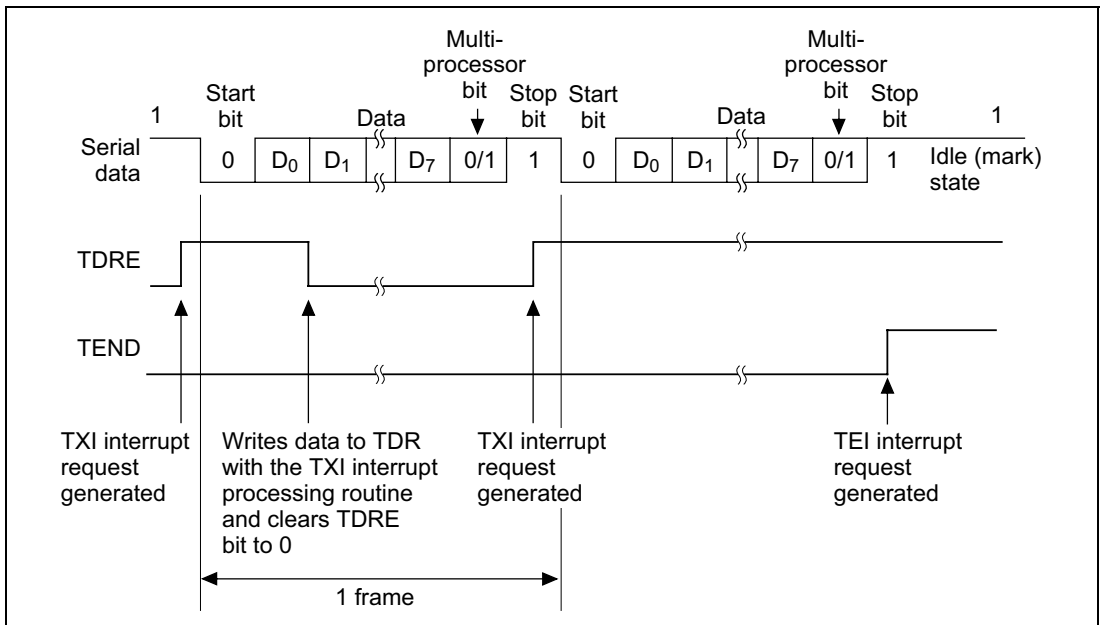 Multi-
processor
bit
Multi-
processor
bit
1
Start
bit
Data
Stop
bit
Start
bit
Data
Stop
bit
1
Serial
data
0 D0 D1 D7 0/1 1 0 D0 D1 D7 0/1 1
Idle (mark)
state
TDRE
TEND
TXI interrupt
request
generated
Writes data to TDR
with the TXI interrupt
processing routine
and clears TDRE
bit to 0
TXI interrupt
request
generated
TEI interrupt
request
generated
1 frame